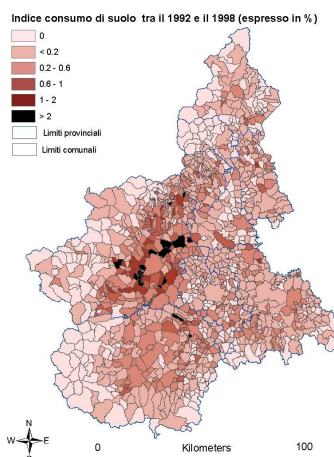 Indice consumo di suolo tra il 1992 e il 1998 (espresso in %)
0
< 0.2
0.2 - 0.6
0.6 - 1
1 - 2
> 2
Limiti provinciali
Limiti comunali
N
W E
S
0 Kilometers 100